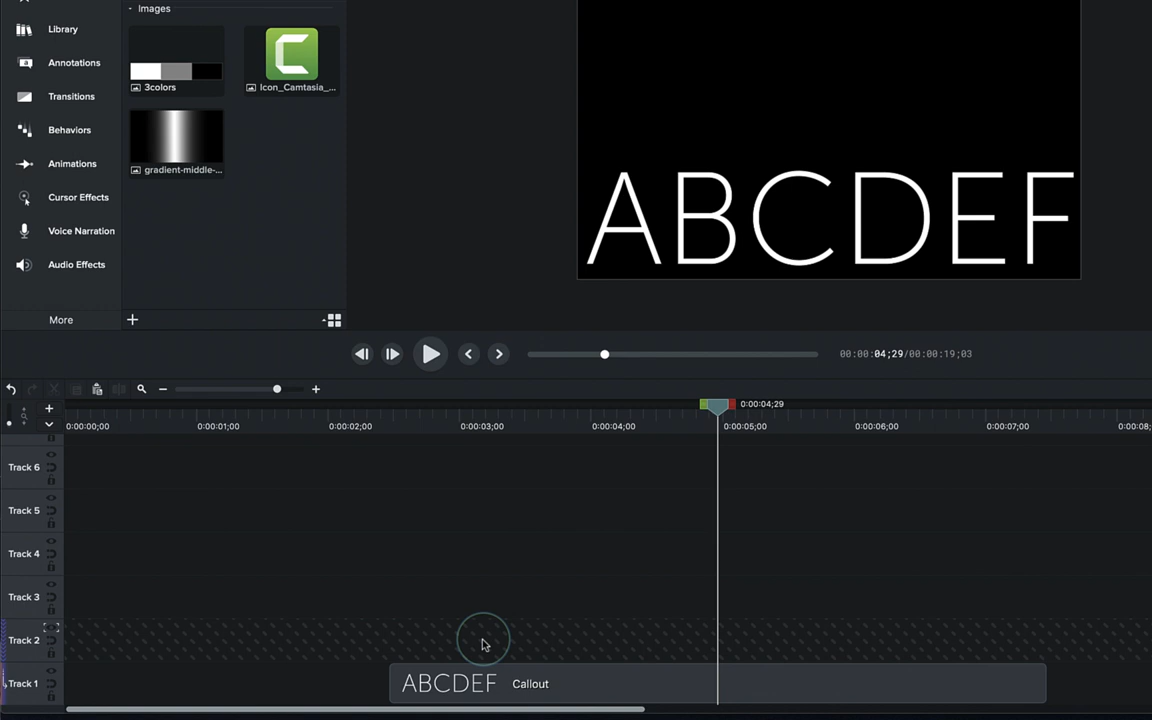 Images
Library
Annotations
Transitions
Behaviors
Animations
Cursor Effects
Voice Narration
Audio Effects
More
3colors
Icon_Camtasia_...
gradient-middle-...
ABCDEF
00:00:04;29/00:00:19;03
0:00:04;29
0:00:00;00
0:00:01;00
0:00:02;00
0:00:03;00
0:00:04;00
0:00:05;00
0:00:06;00
0:00:07;00
0:00:08;
Track 6
Track 5
Track 4
Track 3
Track 2
Track 1
ABCDEF Callout